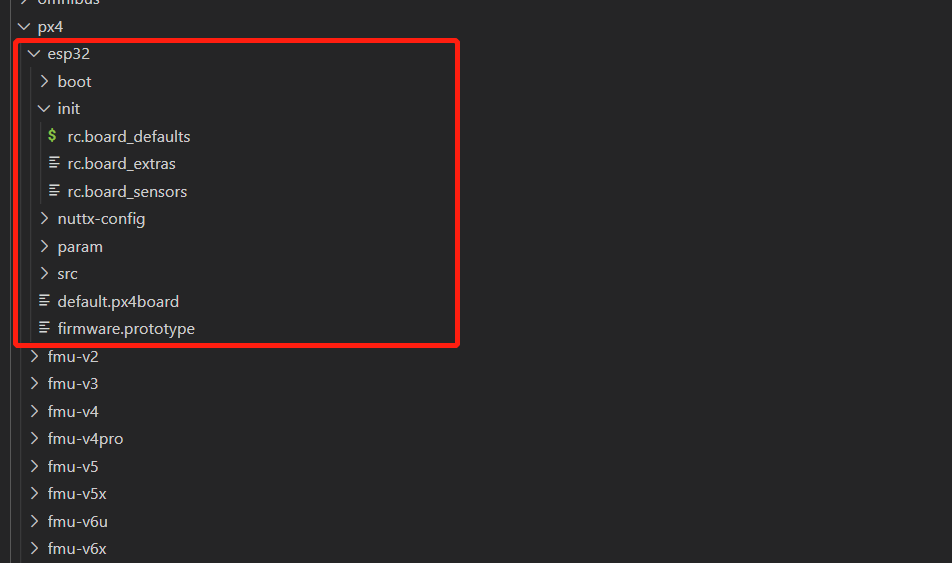 omnibus
px4
esp32
boot
init
$ rc.board_defaults
rc.board_extras
rc.board_sensors
nuttx-config
param
src
default.px4board
firmware.prototype
fmu-v2
fmu-v3
fmu-v4
fmu-v4pro
fmu-v5
fmu-v5x
fmu-v6u
fmu-v6x